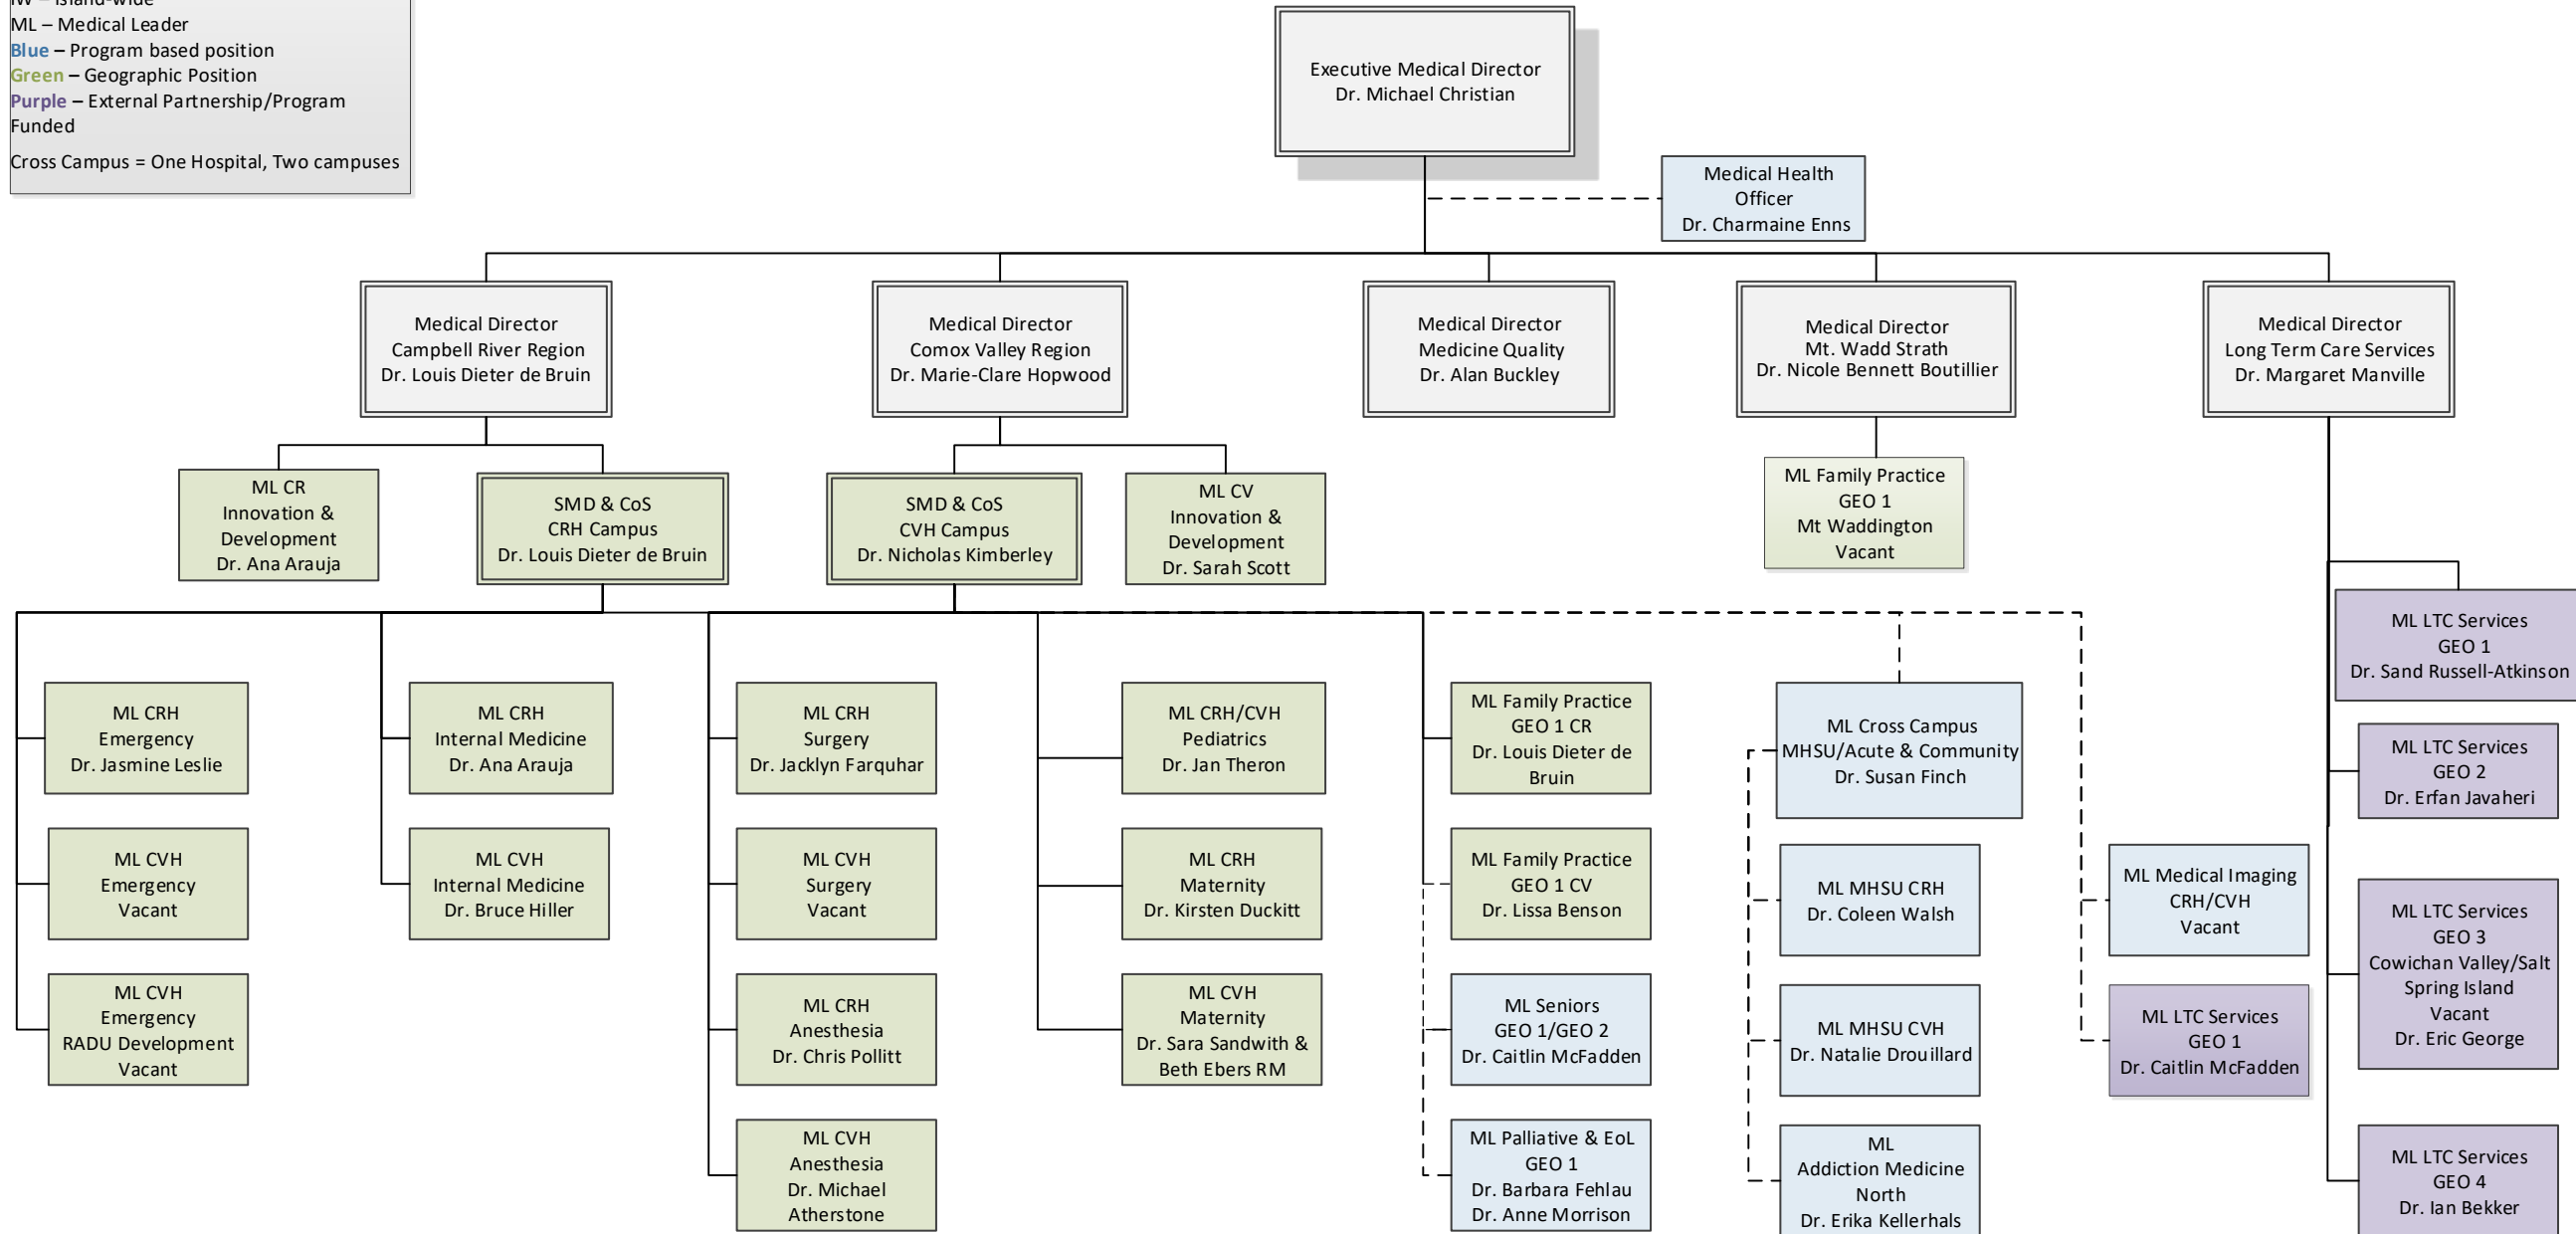 IW – Island-wide
ML – Medical Leader
Blue – Program based position
Green – Geographic Position
Purple – External Partnership/Program
Funded
Cross Campus = One Hospital, Two campuses
Executive Medical Director
Dr. Michael Christian
Medical Health
Officer
Dr. Charmaine Enns
Medical Director
Campbell River Region
Dr. Louis Dieter de Bruin
Medical Director
Comox Valley Region
Dr. Marie-Clare Hopwood
Medical Director
Medicine Quality
Dr. Alan Buckley
Medical Director
Mt. Wadd Strath
Dr. Nicole Bennett Boutillier
Medical Director
Long Term Care Services
Dr. Margaret Manville
ML CR
Innovation &
Development
Dr. Ana Arauja
SMD & CoS
CRH Campus
Dr. Louis Dieter de Bruin
SMD & CoS
CVH Campus
Dr. Nicholas Kimberley
ML CV
Innovation &
Development
Dr. Sarah Scott
ML Family Practice
GEO 1
Mt Waddington
Vacant
ML CRH
Emergency
Dr. Jasmine Leslie
ML CVH
Emergency
Vacant
ML CVH
Emergency
RADU Development
Vacant
ML CRH
Internal Medicine
Dr. Ana Arauja
ML CVH
Internal Medicine
Dr. Bruce Hiller
ML CRH
Surgery
Dr. Jacklyn Farquhar
ML CVH
Surgery
Vacant
ML CRH
Anesthesia
Dr. Chris Pollitt
ML CVH
Anesthesia
Dr. Michael
Atherstone
ML CRH/CVH
Pediatrics
Dr. Jan Theron
ML CRH
Maternity
Dr. Kirsten Duckitt
ML CVH
Maternity
Dr. Sara Sandwith &
Beth Ebers RM
ML Family Practice
GEO 1 CR
Dr. Louis Dieter de
Bruin
ML Family Practice
GEO 1 CV
Dr. Lissa Benson
ML Seniors
GEO 1/GEO 2
Dr. Caitlin McFadden
ML Palliative & EoL
GEO 1
Dr. Barbara Fehlau
Dr. Anne Morrison
ML Cross Campus
MHSU/Acute & Community
Dr. Susan Finch
ML MHSU CRH
Dr. Coleen Walsh
ML MHSU CVH
Dr. Natalie Drouillard
ML
Addiction Medicine
North
Dr. Erika Kellerhals
ML Medical Imaging
CRH/CVH
Vacant
ML LTC Services
GEO 1
Dr. Caitlin McFadden
ML LTC Services
GEO 1
Dr. Sand Russell-Atkinson
ML LTC Services
GEO 2
Dr. Erfan Javaheri
ML LTC Services
GEO 3
Cowichan Valley/Salt
Spring Island
Vacant
Dr. Eric George
ML LTC Services
GEO 4
Dr. Ian Bekker